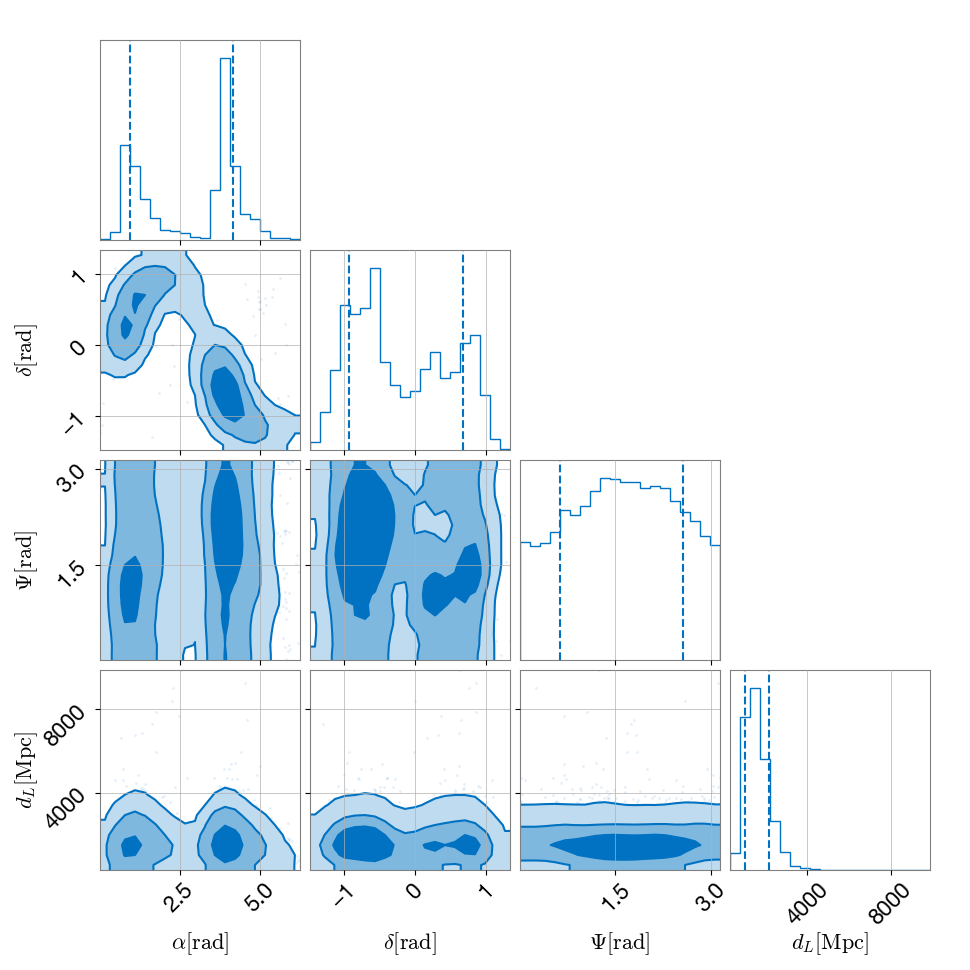 δ[rad]
1
0
−1
Ψ[rad]
3.0
1.5
d_L[Mpc]
8000
4000
2.5 5.0
−1 0 1
1.5 3.0
4000 8000
α[rad] δ[rad] Ψ[rad] d_L[Mpc]